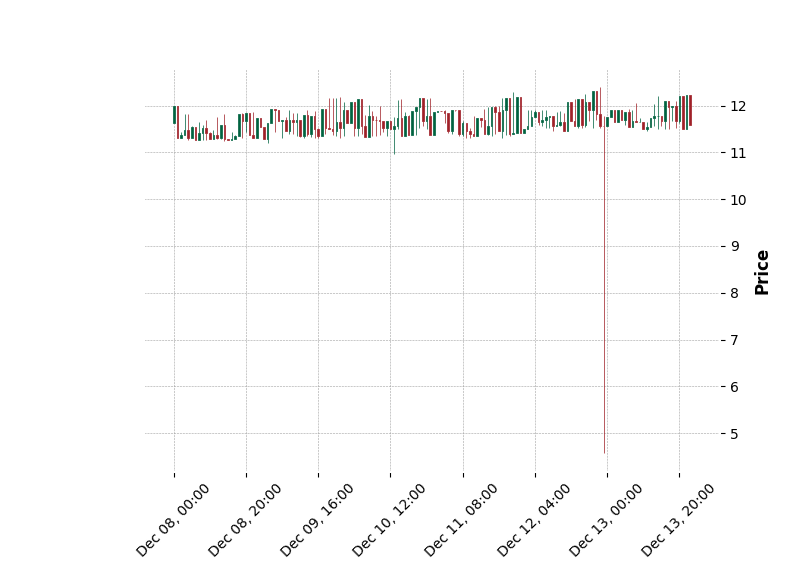 12
11
10
9
8
7
6
5
Price
Dec 08, 00:00
Dec 08, 20:00
Dec 09, 16:00
Dec 10, 12:00
Dec 11, 08:00
Dec 12, 04:00
Dec 13, 00:00
Dec 13, 20:00